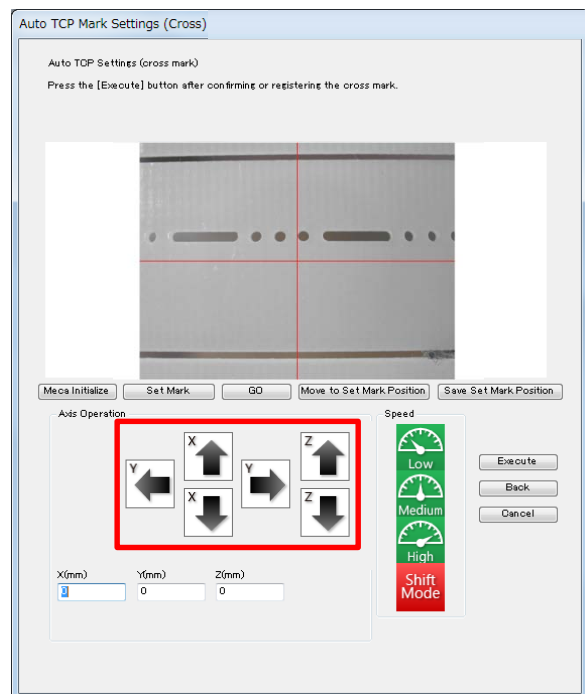 Auto TCP Mark Settings (Cross)
Auto TCP Settings (cross mark)
Press the [Execute] button after confirming or registering the cross mark.
Meca Initialize Set Mark GO Move to Set Mark Position Save Set Mark Position
Axis Operation Speed
X Z
Y Y
X Z
Low
Medium
High
Shift
Mode
Execute
Back
Cancel
X(mm) Y(mm) Z(mm)
0 0 0